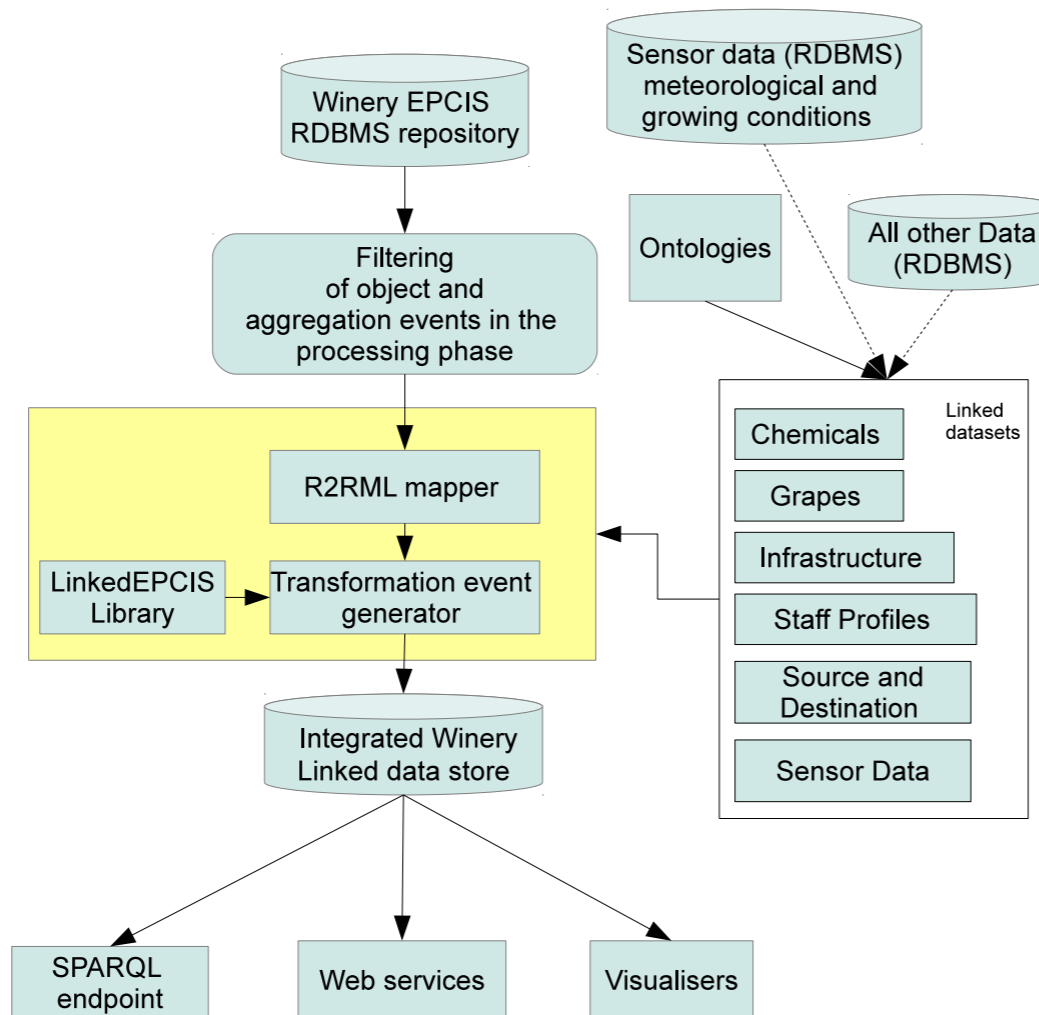 Winery EPCIS
RDBMS repository
Sensor data (RDBMS)
meteorological and
growing conditions
Ontologies
All other Data
(RDBMS)
Filtering
of object and
aggregation events in the
processing phase
R2RML mapper
LinkedEPCIS
Library
Transformation event
generator
Linked
datasets
Chemicals
Grapes
Infrastructure
Staff Profiles
Source and
Destination
Sensor Data
Integrated Winery
Linked data store
SPARQL
endpoint
Web services
Visualisers